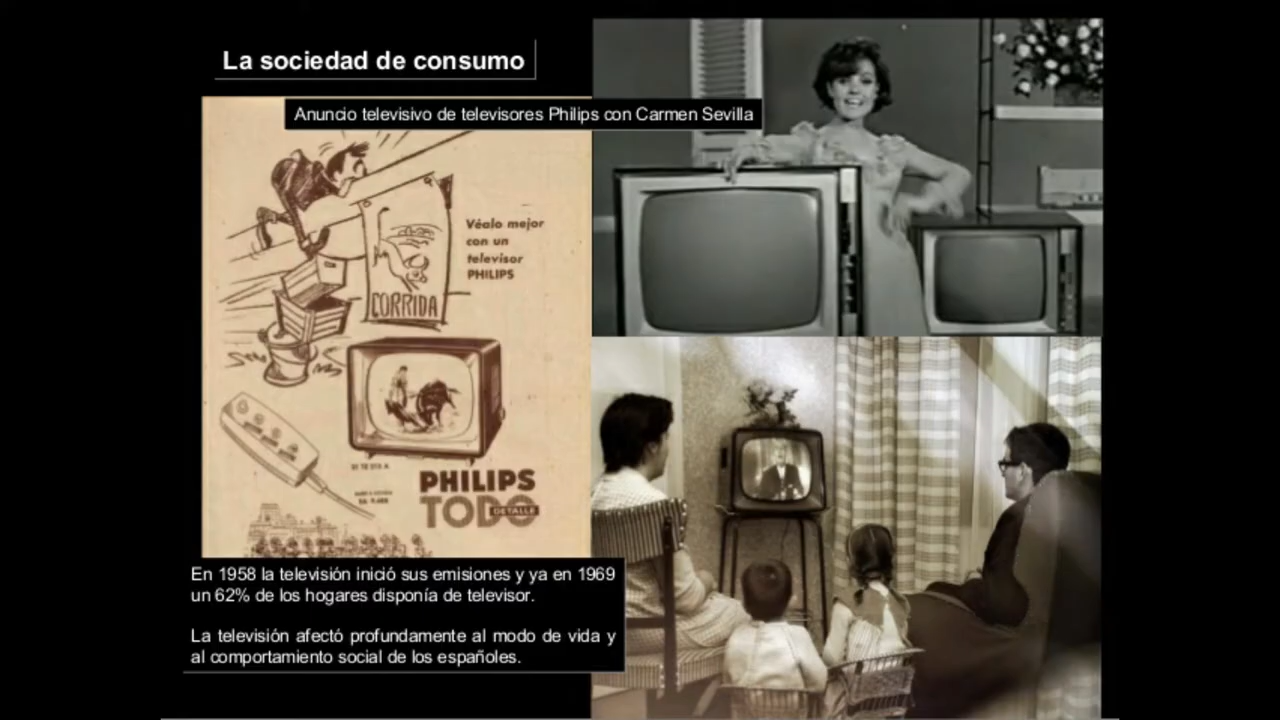 La sociedad de consumo
Anuncio televisivo de televisores Philips con Carmen Sevilla
Véalo mejor
con un
televisor
PHILIPS
CORRIDA
PHILIPS
TODO
DETALLE
En 1958 la televisión inició sus emisiones y ya en 1969
un 62% de los hogares disponía de televisor.
La televisión afectó profundamente al modo de vida y
al comportamiento social de los españoles.